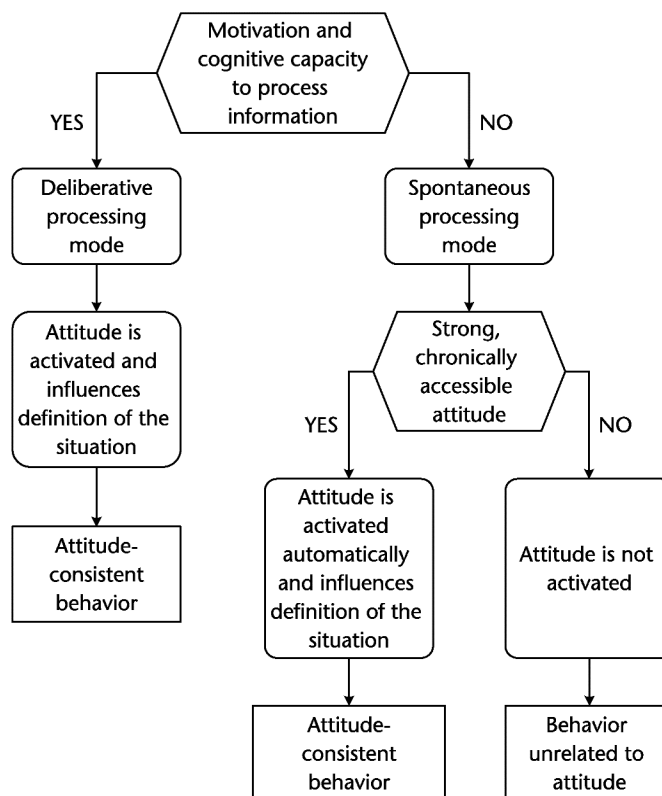 Motivation and
cognitive capacity
to process
information
YES
NO
Deliberative
processing
mode
Spontaneous
processing
mode
Attitude is
activated and
influences
definition of the
situation
Strong,
chronically
accessible
attitude
YES
NO
Attitude-
consistent
behavior
Attitude is
activated
automatically
and influences
definition of the
situation
Attitude is not
activated
Attitude-
consistent
behavior
Behavior
unrelated to
attitude